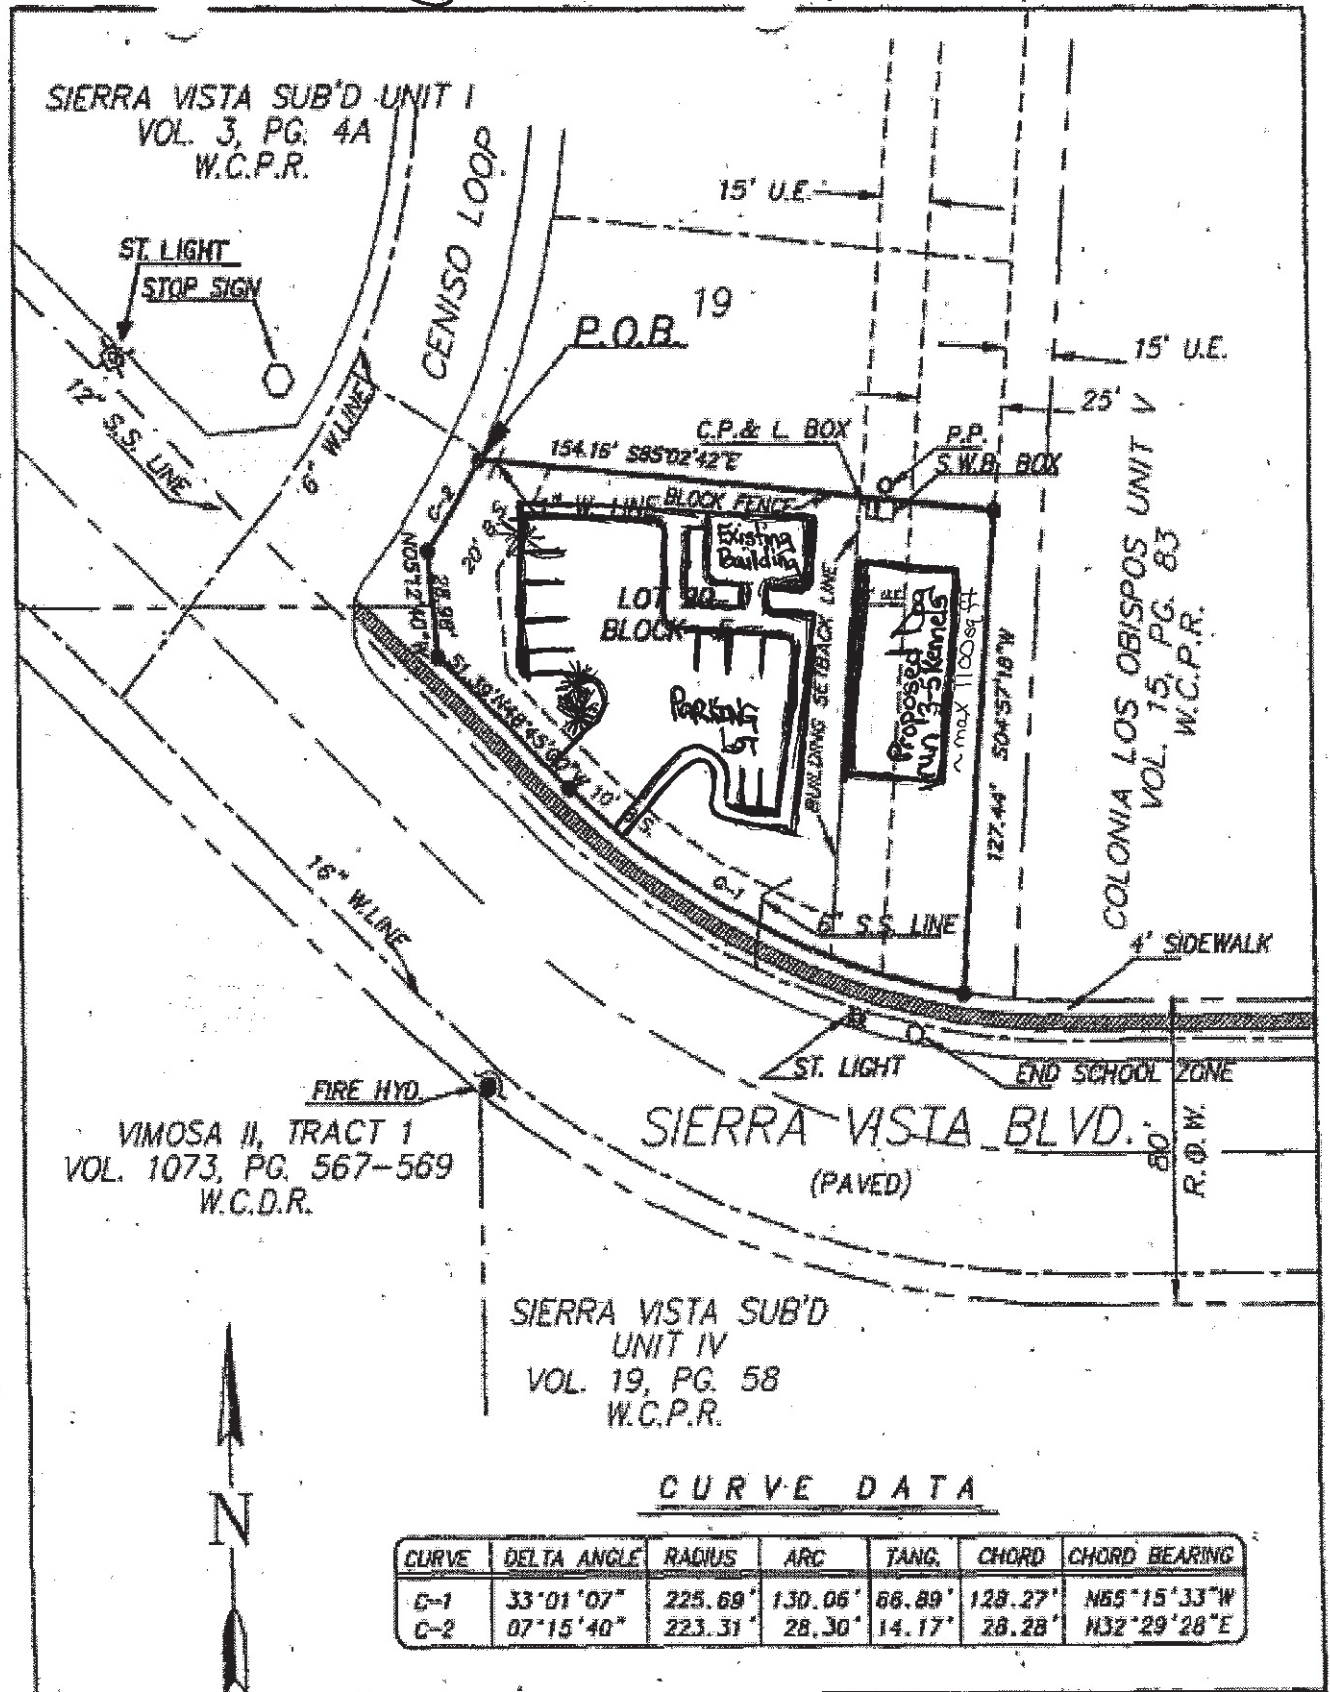 SIERRA VISTA SUB'D UNIT I
VOL. 3, PG. 4A
W.C.P.R.
CENISO LOOP
15' U.E.
ST. LIGHT
STOP SIGN
19
P.O.B.
15' U.E.
25'
12" S.S. LINE
6" W.LINE
C.P.& L. BOX
P.P.
S.W.B. BOX
154.16' S85°02'42"E
W. LINE
BLOCK FENCE
C-2
20' B.S.
Existing
Building
N05°12'40"W
LOT
BLOCK
BUILDING SETBACK LINE
Proposed
run 3-5 Kennels
~ max 1100 sq ft
127.44' S04°57'18"W
COLONIA LOS OBISPOS UNIT V
VOL. 15, PG. 83
W.C.P.R.
PARKING
LOT
10' B.S.
C-1
6" S.S. LINE
4' SIDEWALK
16" W.LINE
ST. LIGHT
END SCHOOL ZONE
FIRE HYD.
SIERRA VISTA BLVD.
(PAVED)
80'
R.O.W.
VIMOSA II, TRACT 1
VOL. 1073, PG. 567-569
W.C.D.R.
SIERRA VISTA SUB'D
UNIT IV
VOL. 19, PG. 58
W.C.P.R.
N
CURVE DATA
CURVE DELTA ANGLE RADIUS ARC TANG. CHORD CHORD BEARING
C-1 33°01'07" 225.69' 130.06' 66.89' 128.27' N65°15'33"W
C-2 07°15'40" 223.31' 28.30' 14.17' 28.28' N32°29'28"E